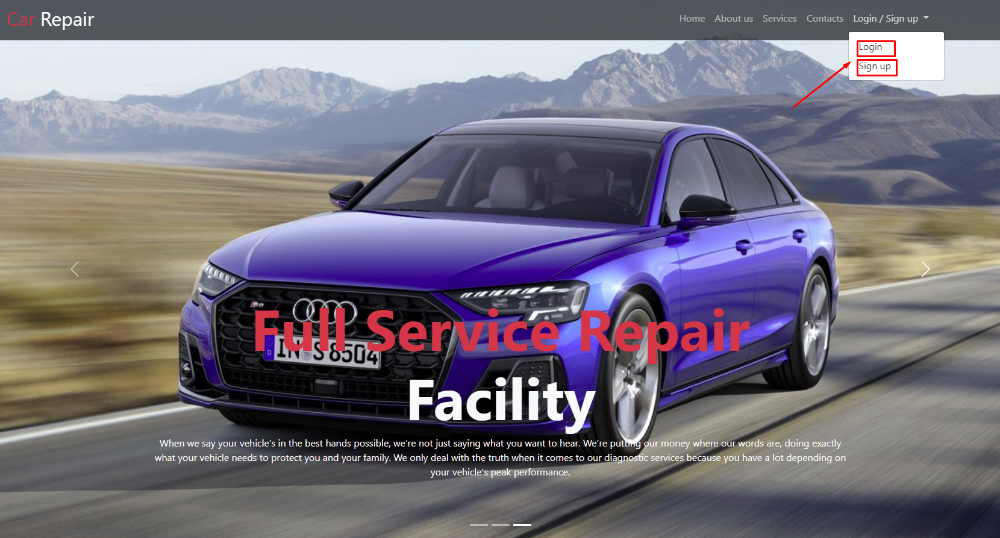 Car Repair
Home About us Services Contacts Login / Sign up
Login
Sign up
Full Service Repair
IN S 8504
Facility
When we say your vehicle's in the best hands possible, we're not just saying what you want to hear. We're putting our money where our words are, doing exactly
what your vehicle needs to protect you and your family. We only deal with the truth when it comes to our diagnostic services because you have a lot depending on
your vehicle's peak performance.